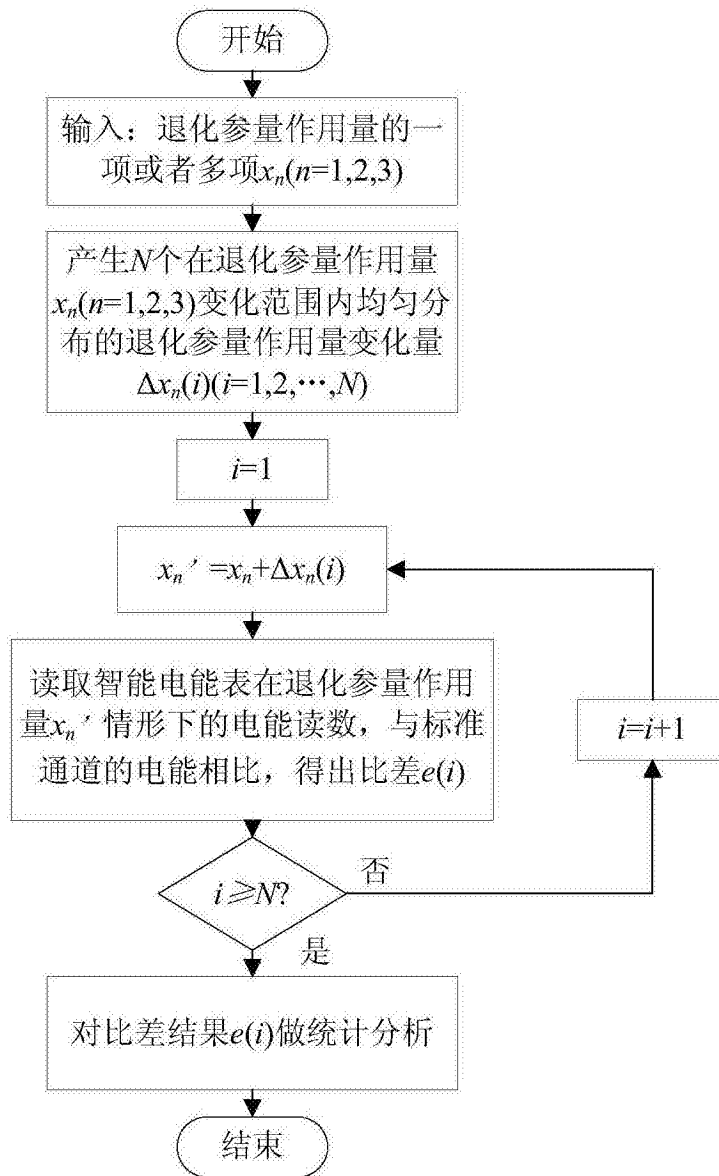 开始
输入：退化参量作用量的一
项或者多项xn(n=1,2,3)
产生N个在退化参量作用量
xn(n=1,2,3)变化范围内均匀分
布的退化参量作用量变化量
Δxn(i)(i=1,2,···,N)
i=1
xn′=xn+Δxn(i)
读取智能电能表在退化参量作用
量xn′情形下的电能读数，与标准
通道的电能相比，得出比差e(i)
i=i+1
i≥N?
否
是
对比差结果e(i)做统计分析
结束